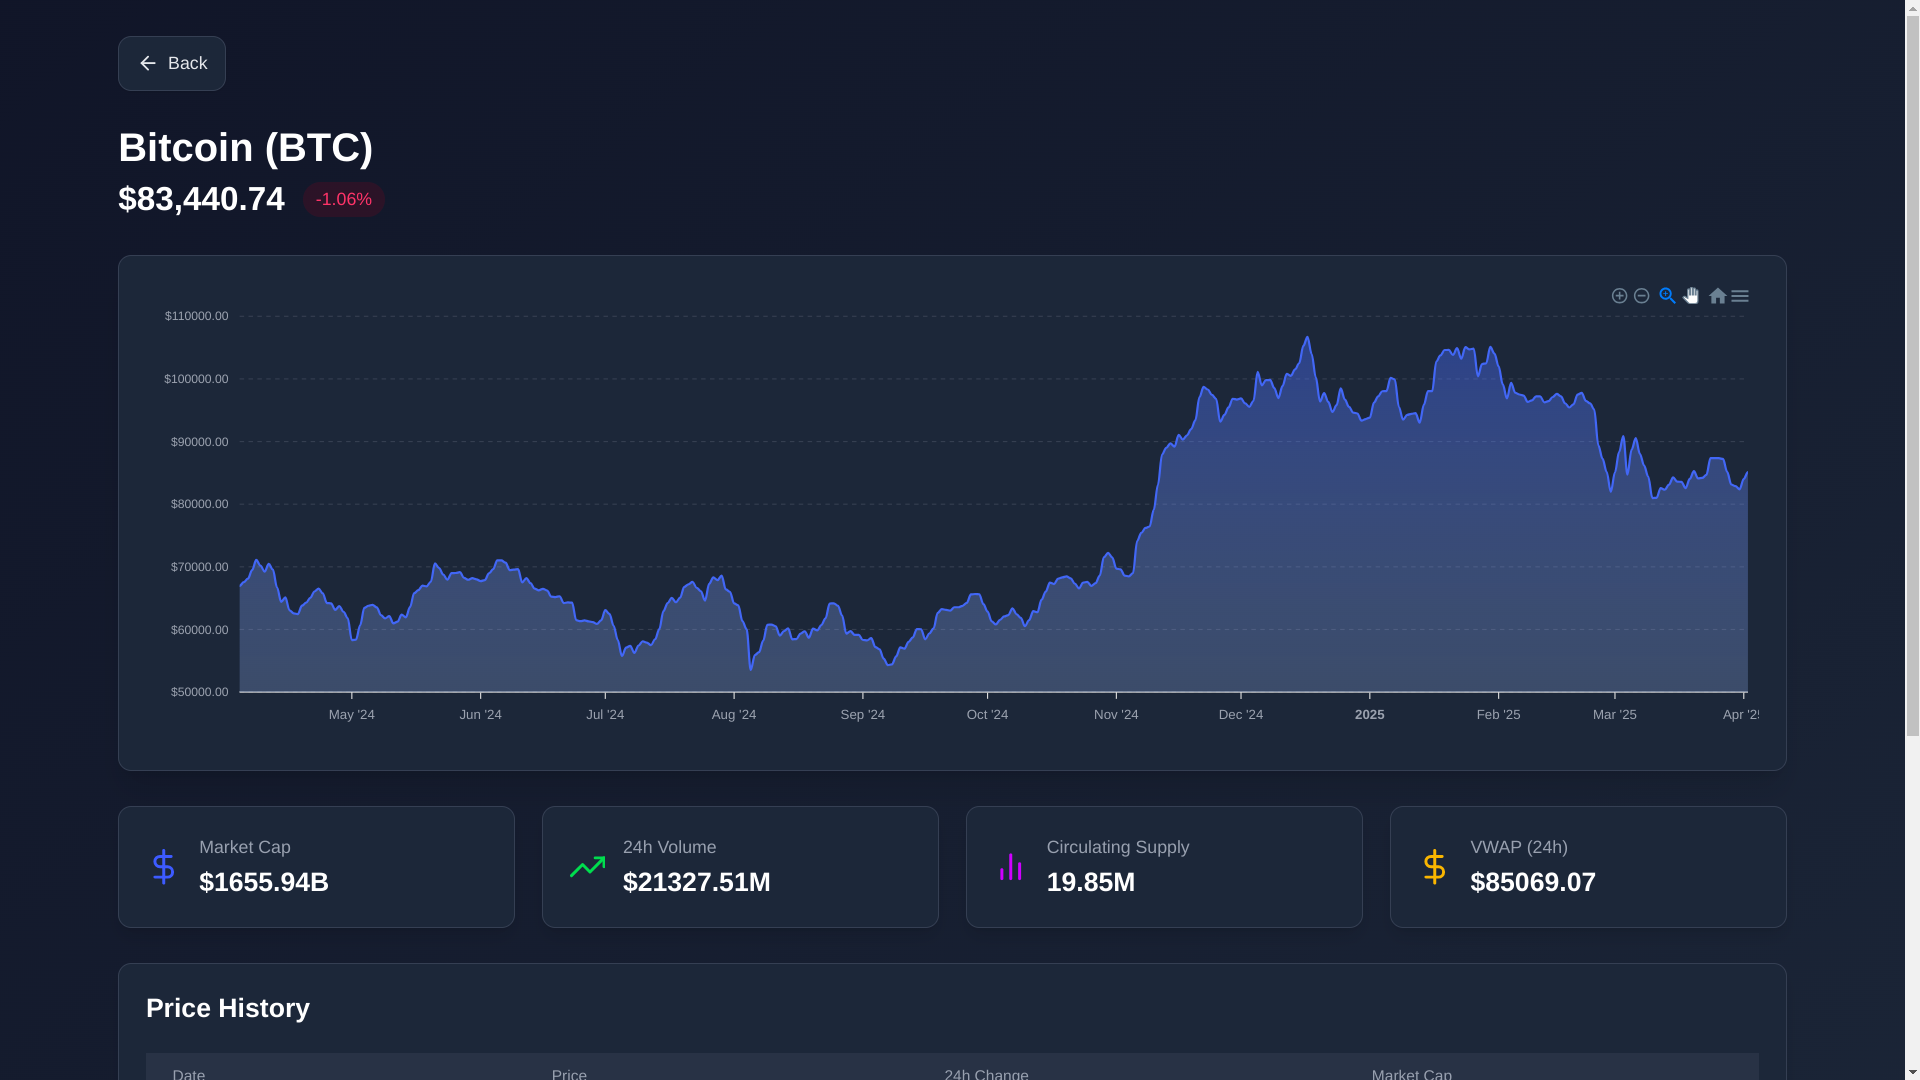 Back
Bitcoin (BTC)
$83,440.74 -1.06%
$110000.00
$100000.00
$90000.00
$80000.00
$70000.00
$60000.00
$50000.00
May '24 Jun '24 Jul '24 Aug '24 Sep '24 Oct '24 Nov '24 Dec '24 2025 Feb '25 Mar '25 Apr '25
Market Cap
$1655.94B
24h Volume
$21327.51M
Circulating Supply
19.85M
VWAP (24h)
$85069.07
Price History
Date Price 24h Change Market Cap